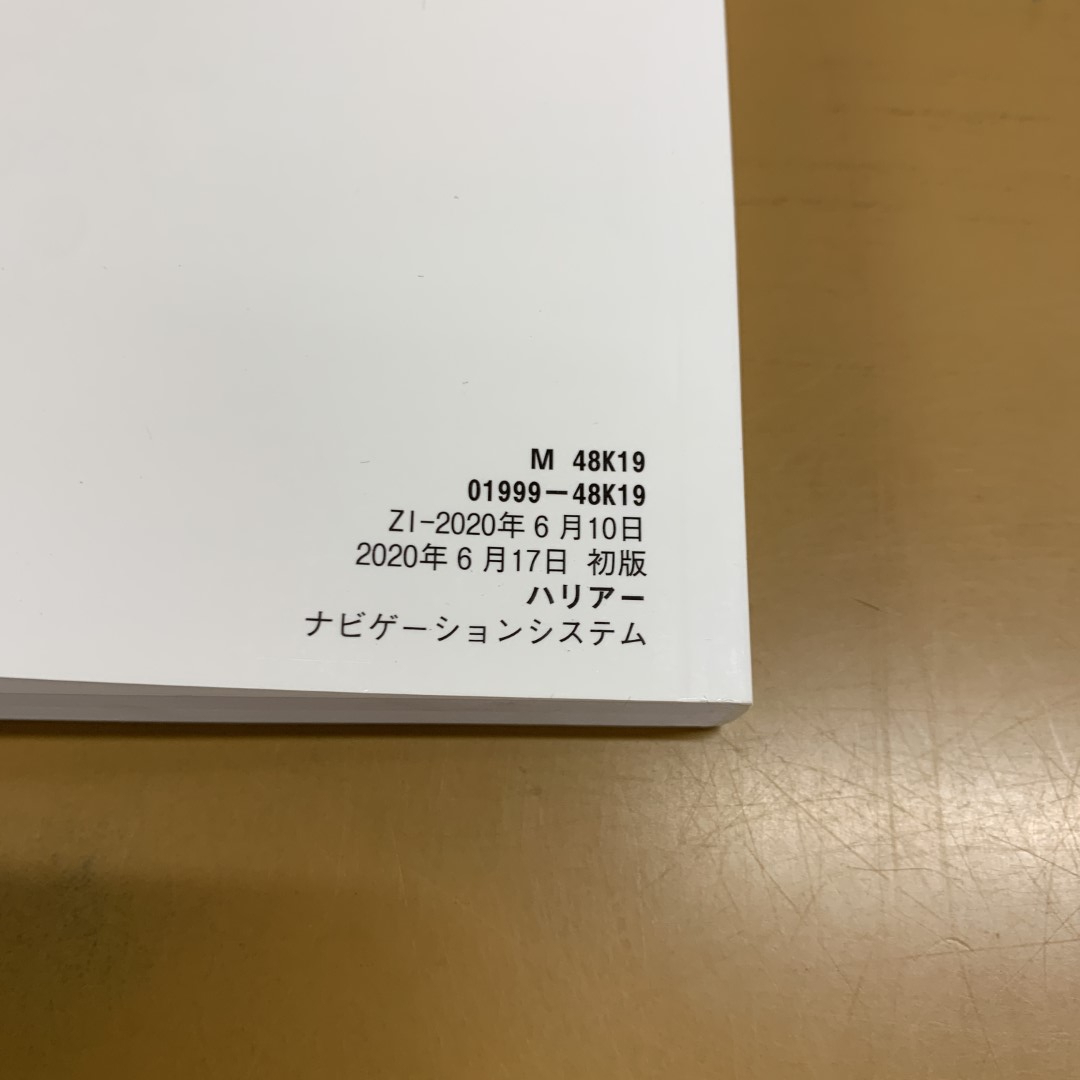 M 48K19
01999−48K19
ZI−2020年6月10日
2020年6月17日 初版
ハリアー
ナビゲーションシステム